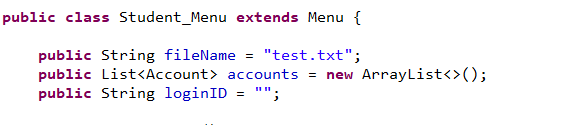 public class Student_Menu extends Menu {
public String fileName = "test.txt";
public List<Account> accounts = new ArrayList<>();
public String loginID = "";